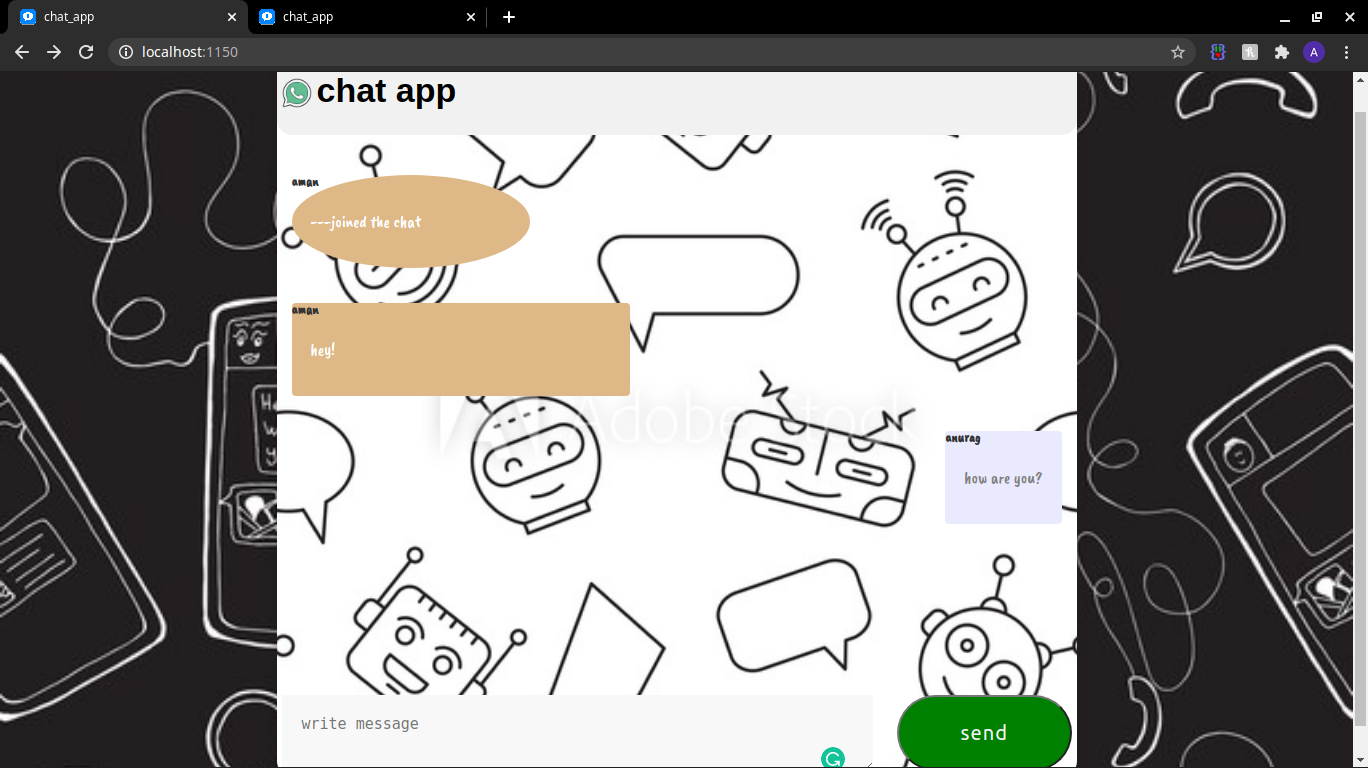 chat_app
chat_app
localhost:1150
A
chat app
aman
---joined the chat
aman
hey!
Adobe Stock
anurag
how are you?
write message
send